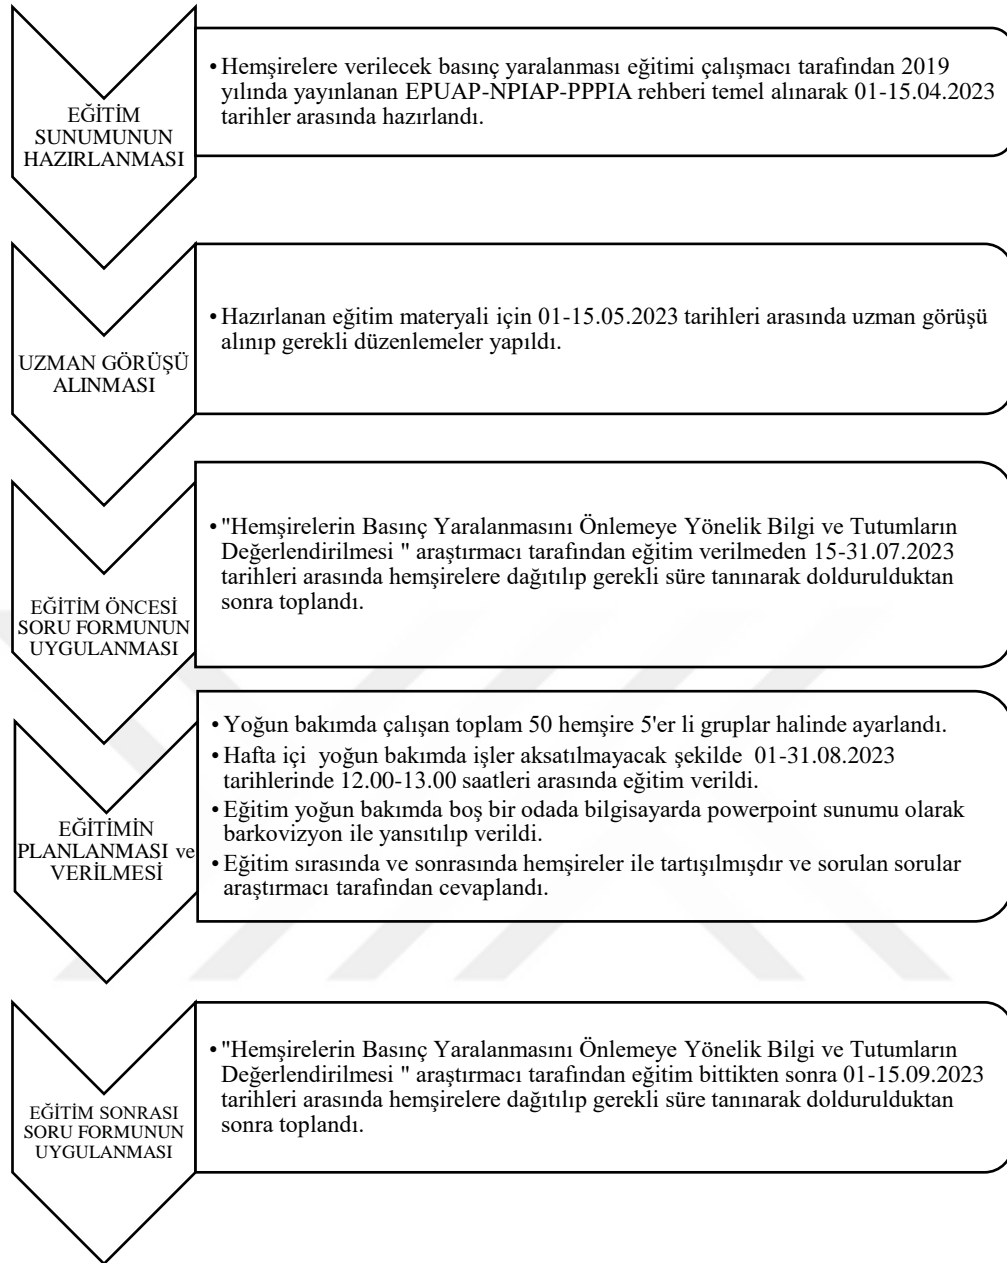 EĞİTİM
SUNUMUNUN
HAZIRLANMASI
• Hemşirelere verilecek basınç yaralanması eğitimi çalışmacı tarafından 2019
yılında yayınlanan EPUAP-NPIAP-PPPIA rehberi temel alınarak 01-15.04.2023
tarihler arasında hazırlandı.
UZMAN GÖRÜŞÜ
ALINMASI
• Hazırlanan eğitim materyali için 01-15.05.2023 tarihleri arasında uzman görüşü
alınıp gerekli düzenlemeler yapıldı.
EĞİTİM ÖNCESİ
SORU FORMUNUN
UYGULANMASI
• "Hemşirelerin Basınç Yaralanmasını Önlemeye Yönelik Bilgi ve Tutumların
Değerlendirilmesi " araştırmacı tarafından eğitim verilmeden 15-31.07.2023
tarihleri arasında hemşirelere dağıtılıp gerekli süre tanınarak doldurulduktan
sonra toplandı.
EĞİTİMİN
PLANLANMASI ve
VERİLMESİ
• Yoğun bakımda çalışan toplam 50 hemşire 5'er li gruplar halinde ayarlandı.
• Hafta içi yoğun bakımda işler aksatılmayacak şekilde 01-31.08.2023
tarihlerinde 12.00-13.00 saatleri arasında eğitim verildi.
• Eğitim yoğun bakımda boş bir odada bilgisayarda powerpoint sunumu olarak
barkovizyon ile yansıtılıp verildi.
• Eğitim sırasında ve sonrasında hemşireler ile tartışılmışdır ve sorulan sorular
araştırmacı tarafından cevaplandı.
EĞİTİM SONRASI
SORU FORMUNUN
UYGULANMASI
• "Hemşirelerin Basınç Yaralanmasını Önlemeye Yönelik Bilgi ve Tutumların
Değerlendirilmesi " araştırmacı tarafından eğitim bittikten sonra 01-15.09.2023
tarihleri arasında hemşirelere dağıtılıp gerekli süre tanınarak doldurulduktan
sonra toplandı.